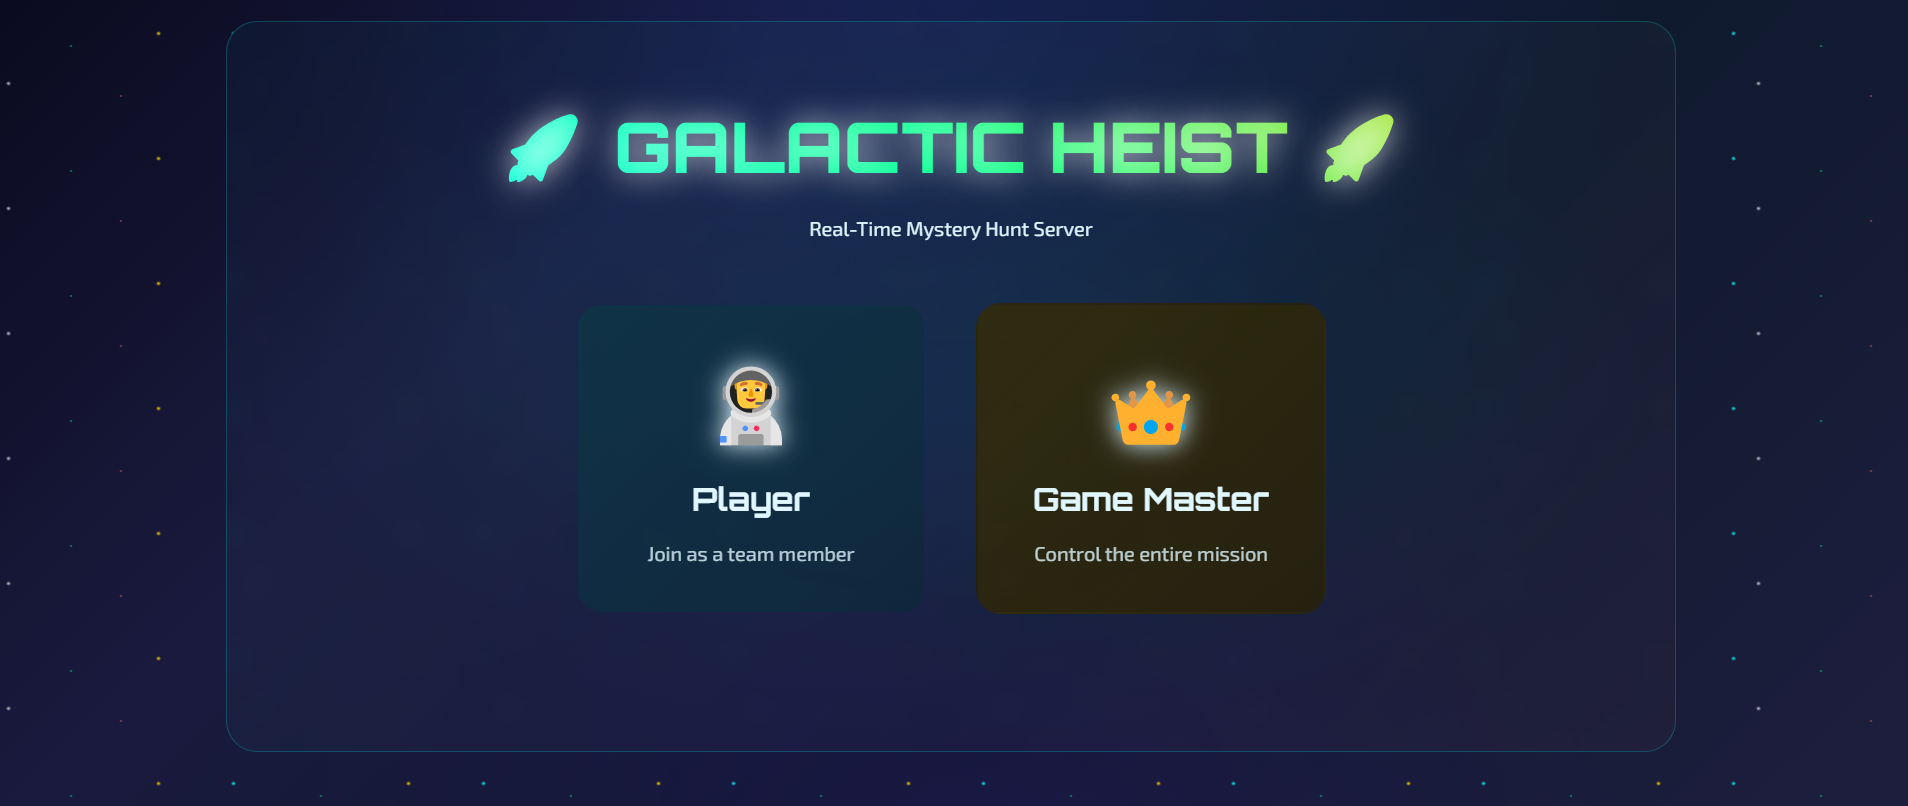 GALACTIC HEIST
Real-Time Mystery Hunt Server
Player
Join as a team member
Game Master
Control the entire mission